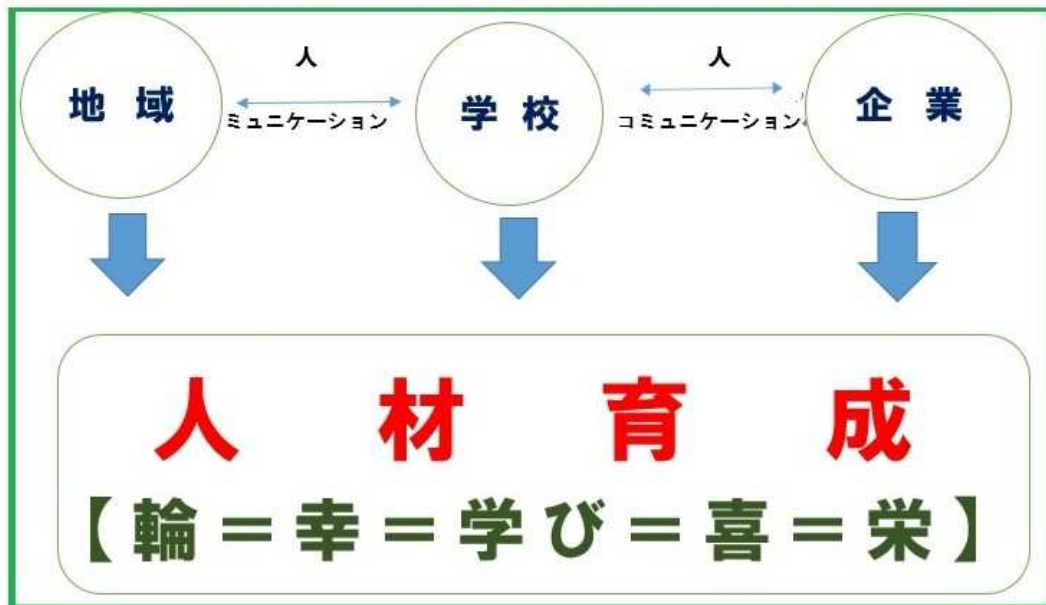 人 人
地 域 学 校 企 業
ミュニケーション コミュニケーション
人 材 育 成
【輪＝幸＝学び＝喜＝栄】